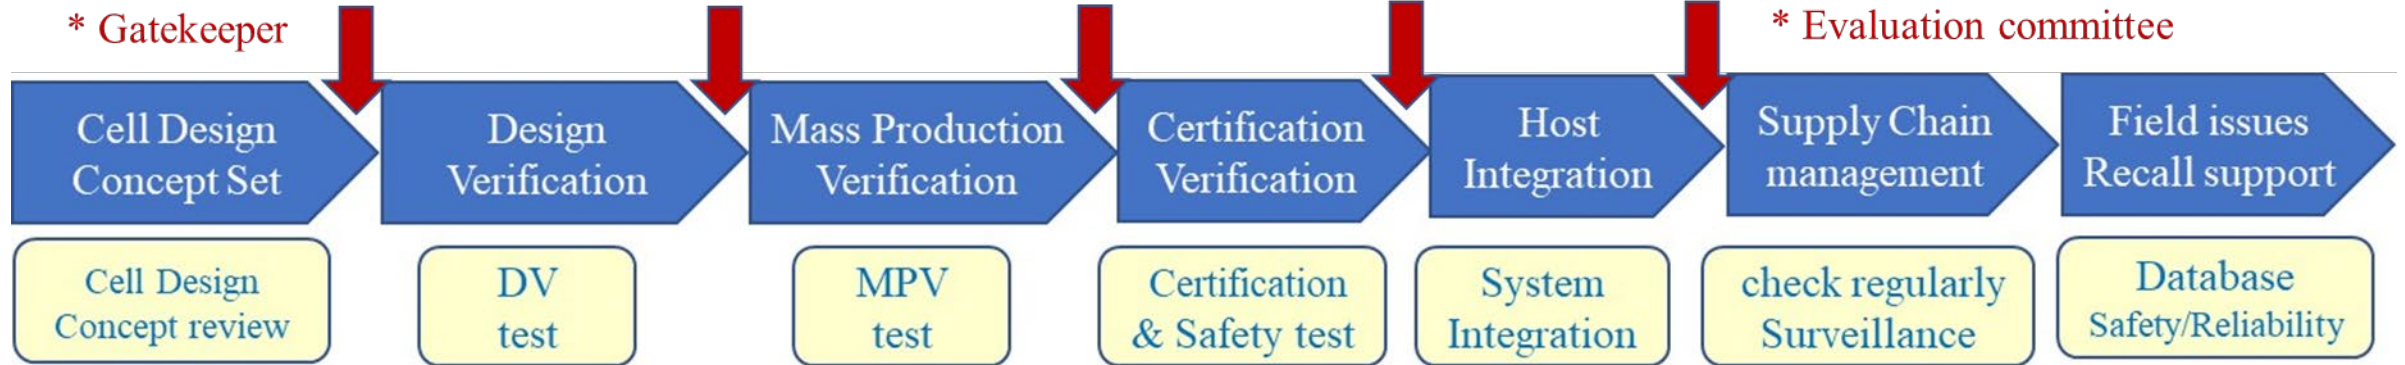 * Gatekeeper
* Evaluation committee
Cell Design
Concept Set
Design
Verification
Mass Production
Verification
Certification
Verification
Host
Integration
Supply Chain
management
Field issues
Recall support
Cell Design
Concept review
DV
test
MPV
test
Certification
& Safety test
System
Integration
check regularly
Surveillance
Database
Safety/Reliability